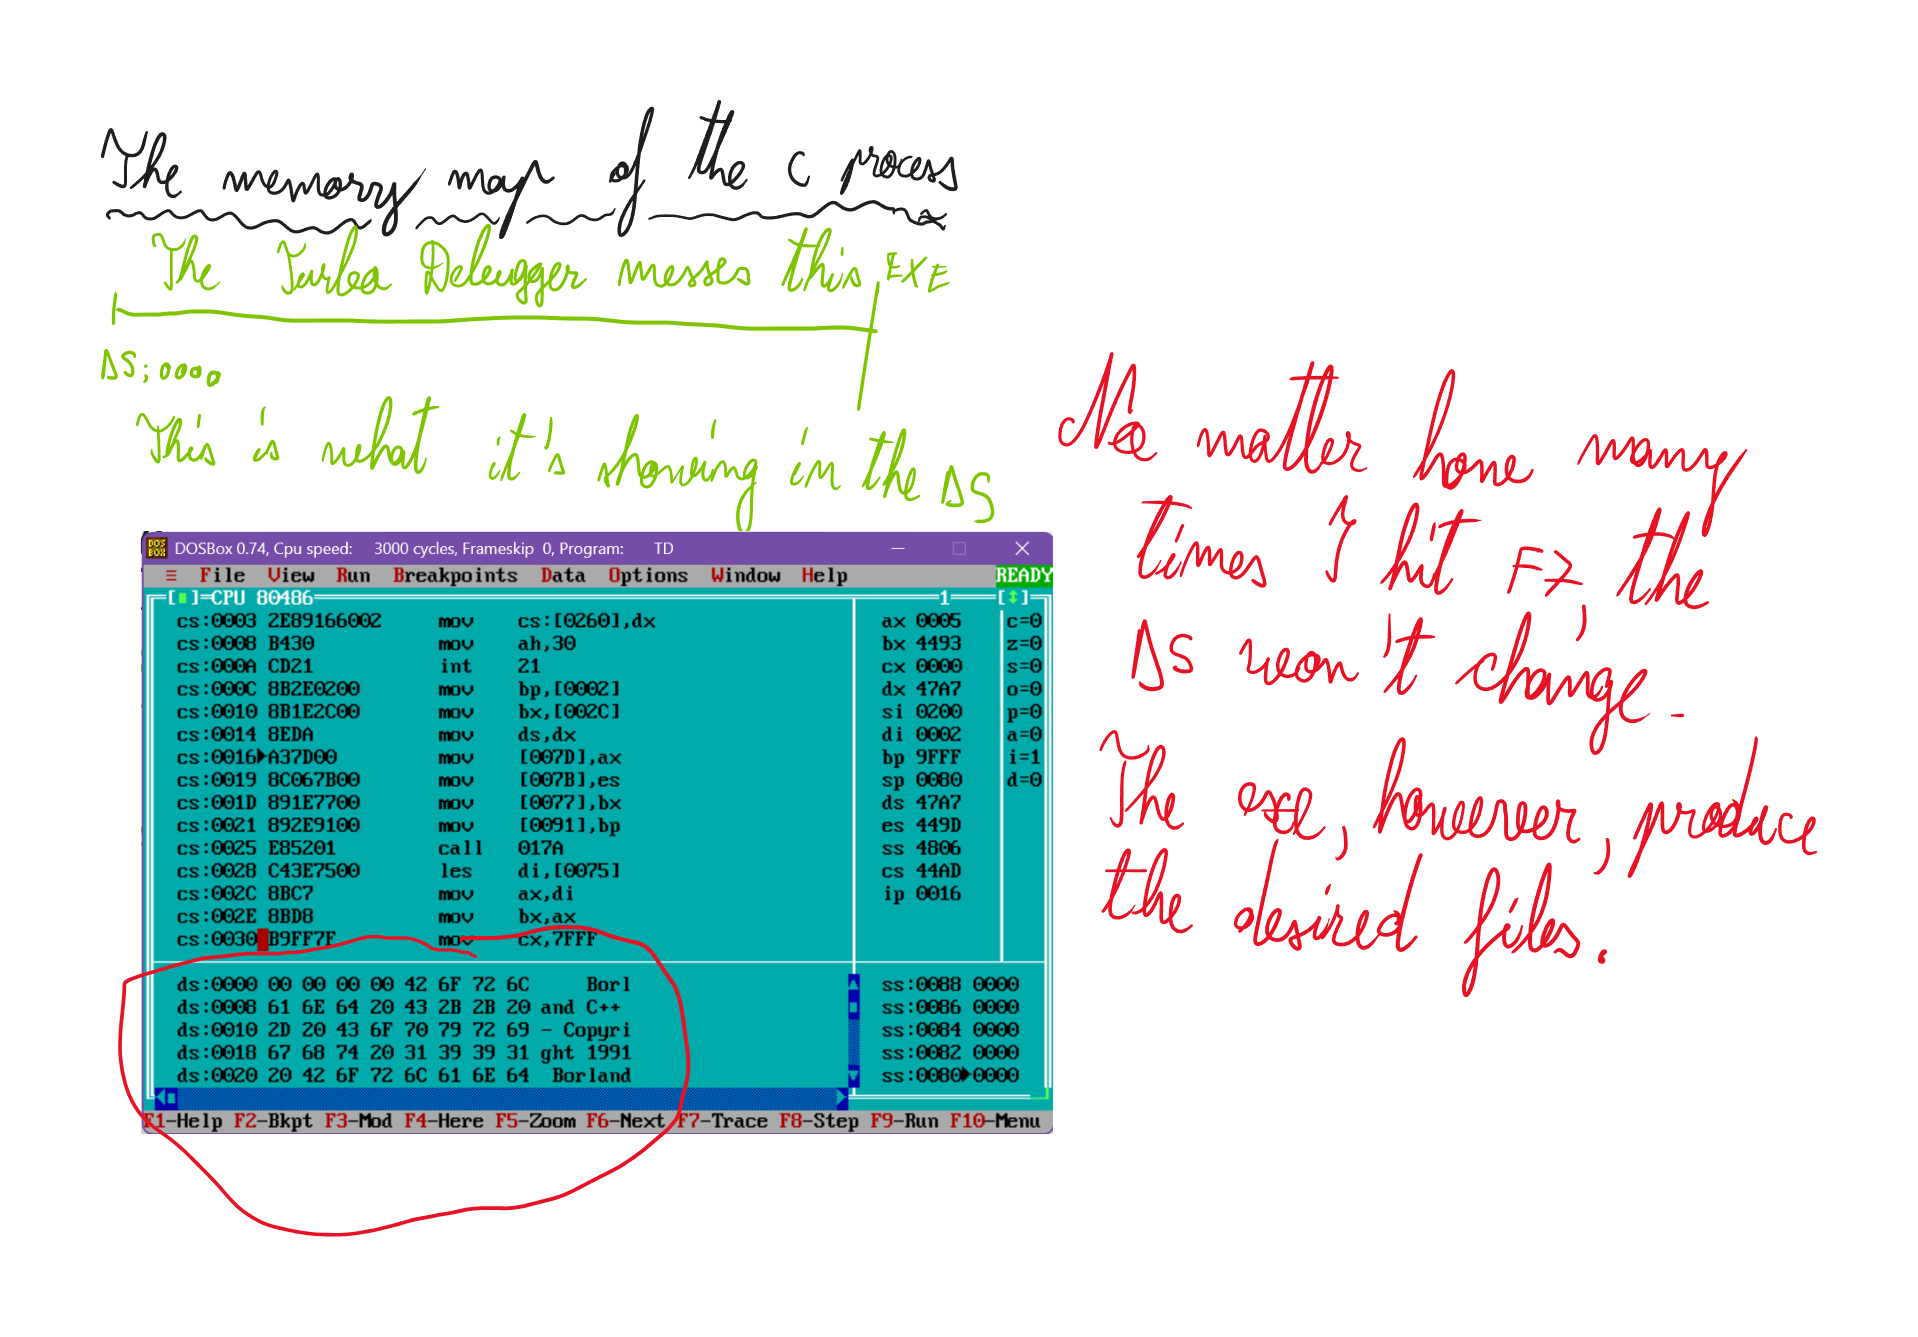 The memory map of the C process
The Turbo Debugger messes this EXE
DS:0000
This is what it's showing in the DS
No matter how many
times I hit F7, the
DS won't change.
The exe, however, produce
the desired files.
DOSBox 0.74, Cpu speed: 3000 cycles, Frameskip 0, Program: TD
≡ File View Run Breakpoints Data Options Window Help READY
[■]=CPU 80486 1 [↕]
cs:0003 2E89166002 mov cs:[0260],dx ax 0005 c=0
cs:0008 B430 mov ah,30 bx 4493 z=0
cs:000A CD21 int 21 cx 0000 s=0
cs:000C 8B2E0200 mov bp,[0002] dx 47A7 o=0
cs:0010 8B1E2C00 mov bx,[002C] si 0200 p=0
cs:0014 8EDA mov ds,dx di 0002 a=0
cs:0016►A37D00 mov [007D],ax bp 9FFF i=1
cs:0019 8C067B00 mov [007B],es sp 0080 d=0
cs:001D 891E7700 mov [0077],bx ds 47A7
cs:0021 892E9100 mov [0091],bp es 449D
cs:0025 E85201 call 017A ss 4806
cs:0028 C43E7500 les di,[0075] cs 44AD
cs:002C 8BC7 mov ax,di ip 0016
cs:002E 8BD8 mov bx,ax
cs:0030 B9FF7F mov cx,7FFF
ds:0000 00 00 00 00 42 6F 72 6C Borl ss:0088 0000
ds:0008 61 6E 64 20 43 2B 2B 20 and C++ ss:0086 0000
ds:0010 2D 20 43 6F 70 79 72 69 - Copyri ss:0084 0000
ds:0018 67 68 74 20 31 39 39 31 ght 1991 ss:0082 0000
ds:0020 20 42 6F 72 6C 61 6E 64 Borland ss:0080►0000
F1-Help F2-Bkpt F3-Mod F4-Here F5-Zoom F6-Next F7-Trace F8-Step F9-Run F10-Menu